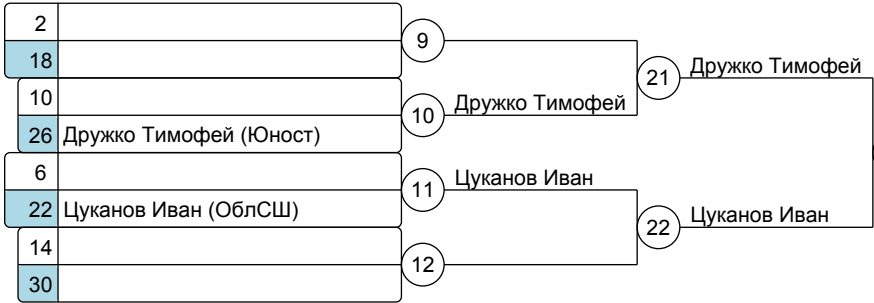 2
9
18
21 Дружко Тимофей
10
10 Дружко Тимофей
26 Дружко Тимофей (Юност)
6
11 Цуканов Иван
22 Цуканов Иван (ОблСШ)
22 Цуканов Иван
14
12
30